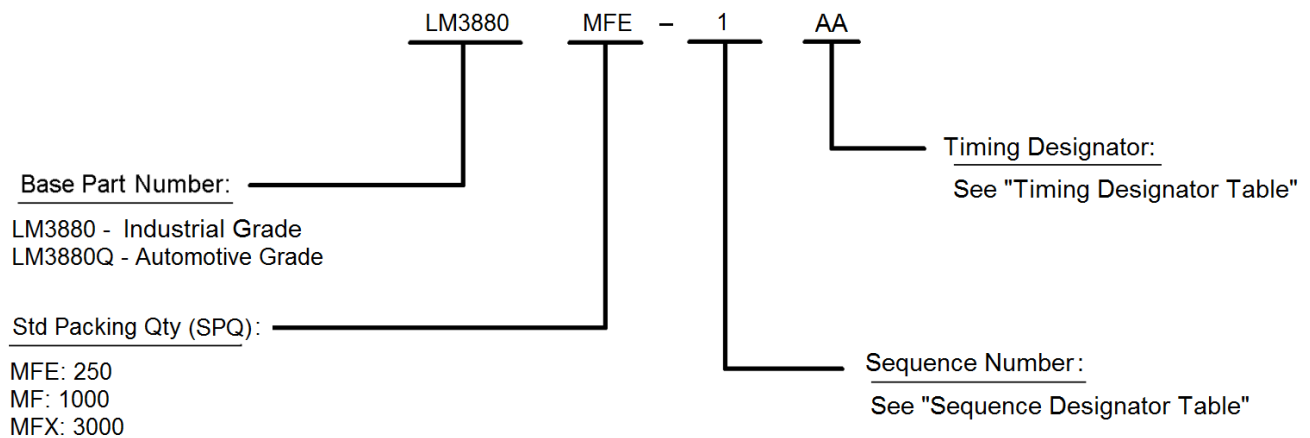 LM3880 MFE – 1 AA
Timing Designator:
See "Timing Designator Table"
Base Part Number:
LM3880 - Industrial Grade
LM3880Q - Automotive Grade
Std Packing Qty (SPQ):
MFE: 250
MF: 1000
MFX: 3000
Sequence Number:
See "Sequence Designator Table"